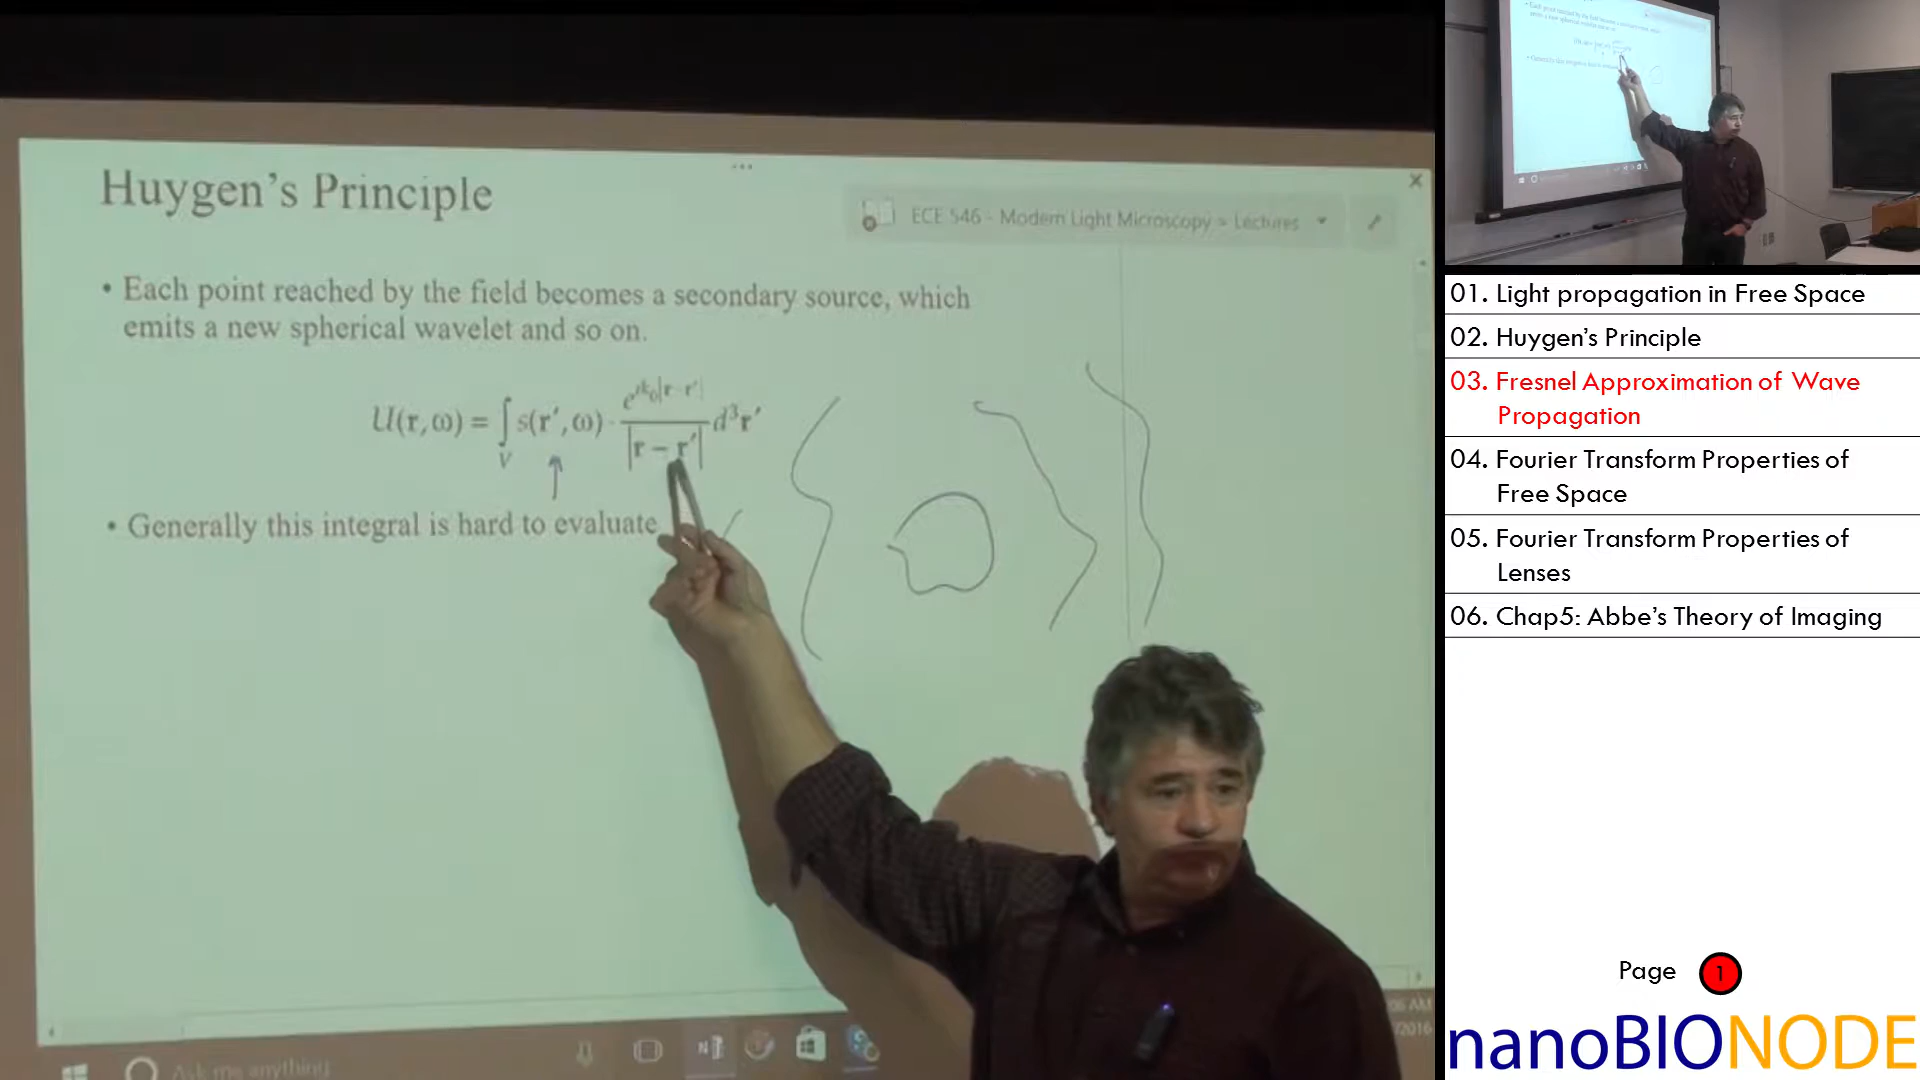 Huygen's Principle
ECE 546 - Modern Light Microscopy > Lectures
• Each point reached by the field becomes a secondary source, which
emits a new spherical wavelet and so on.
U(r, ω) = ∫ s(r′, ω) · e^{ik₀|r−r′|} / |r − r′| d³r′
V
• Generally this integral is hard to evaluate
Ask me anything
2016
01. Light propagation in Free Space
02. Huygen's Principle
03. Fresnel Approximation of Wave
Propagation
04. Fourier Transform Properties of
Free Space
05. Fourier Transform Properties of
Lenses
06. Chap5: Abbe's Theory of Imaging
Page 1
nanoBIONODE